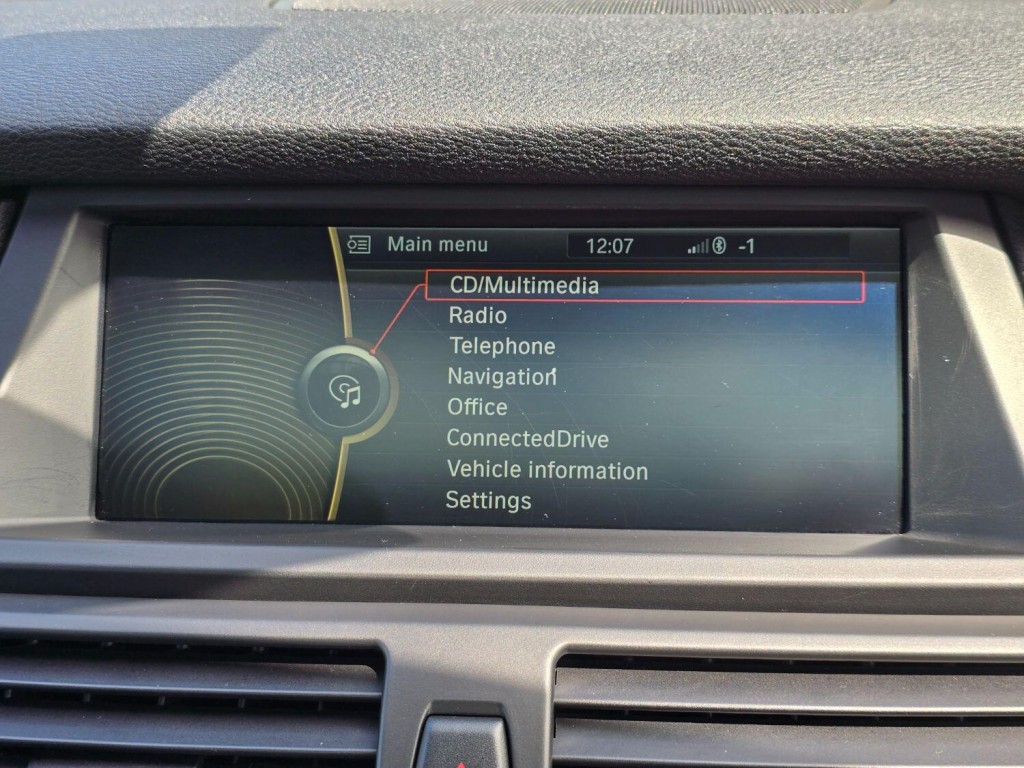 Main menu 12:07 -1
CD/Multimedia
Radio
Telephone
Navigation
Office
ConnectedDrive
Vehicle information
Settings